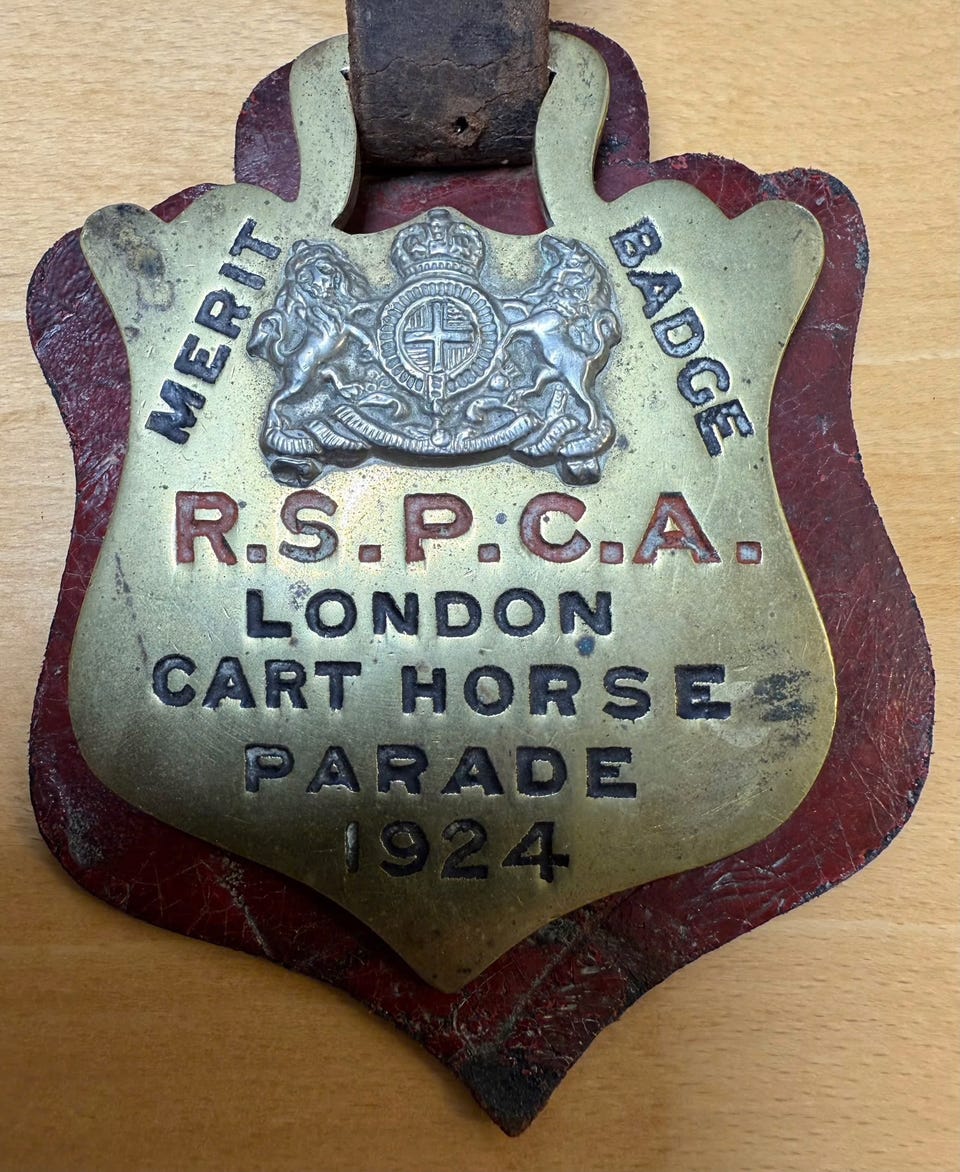 MERIT BADGE
R.S.P.C.A.
LONDON
CART HORSE
PARADE
1924